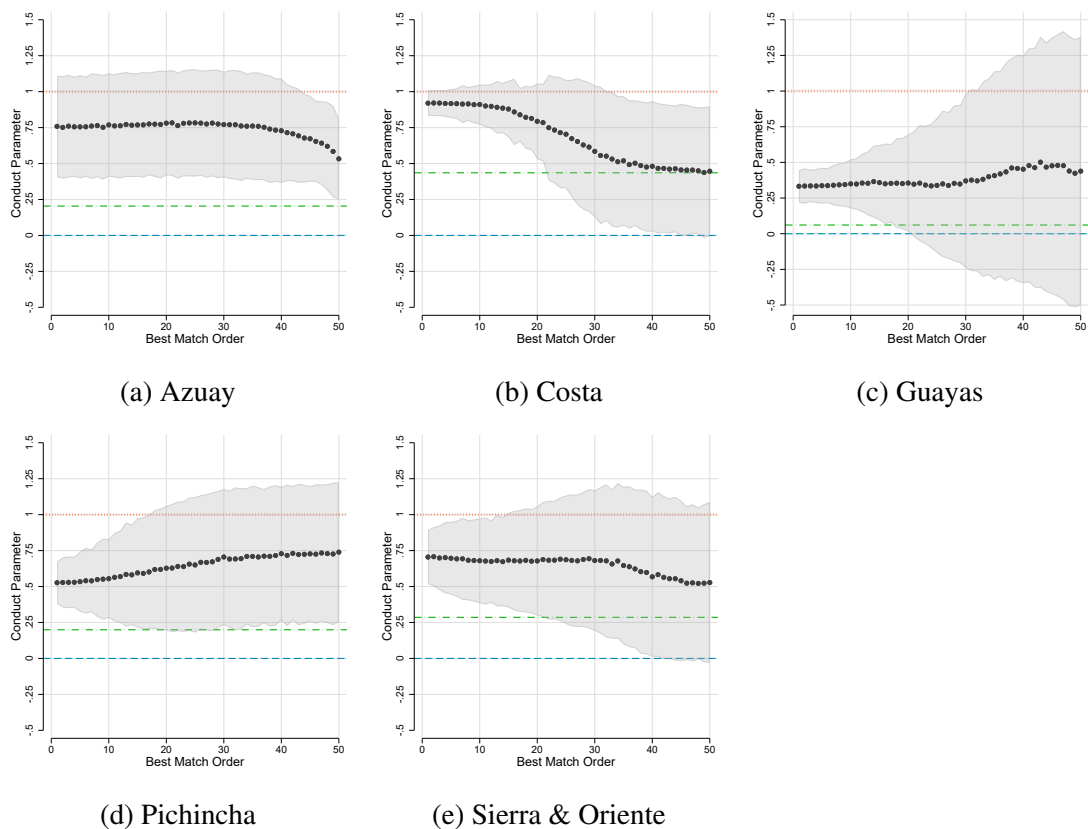 1.5
1.25
1
.75
.5
.25
0
-.25
-.5
Conduct Parameter
0 10 20 30 40 50
Best Match Order
(a) Azuay
1.5
1.25
1
.75
.5
.25
0
-.25
-.5
Conduct Parameter
0 10 20 30 40 50
Best Match Order
(b) Costa
1.5
1.25
1
.75
.5
.25
0
-.25
-.5
Conduct Parameter
0 10 20 30 40 50
Best Match Order
(c) Guayas
1.5
1.25
1
.75
.5
.25
0
-.25
-.5
Conduct Parameter
0 10 20 30 40 50
Best Match Order
(d) Pichincha
1.5
1.25
1
.75
.5
.25
0
-.25
-.5
Conduct Parameter
0 10 20 30 40 50
Best Match Order
(e) Sierra & Oriente